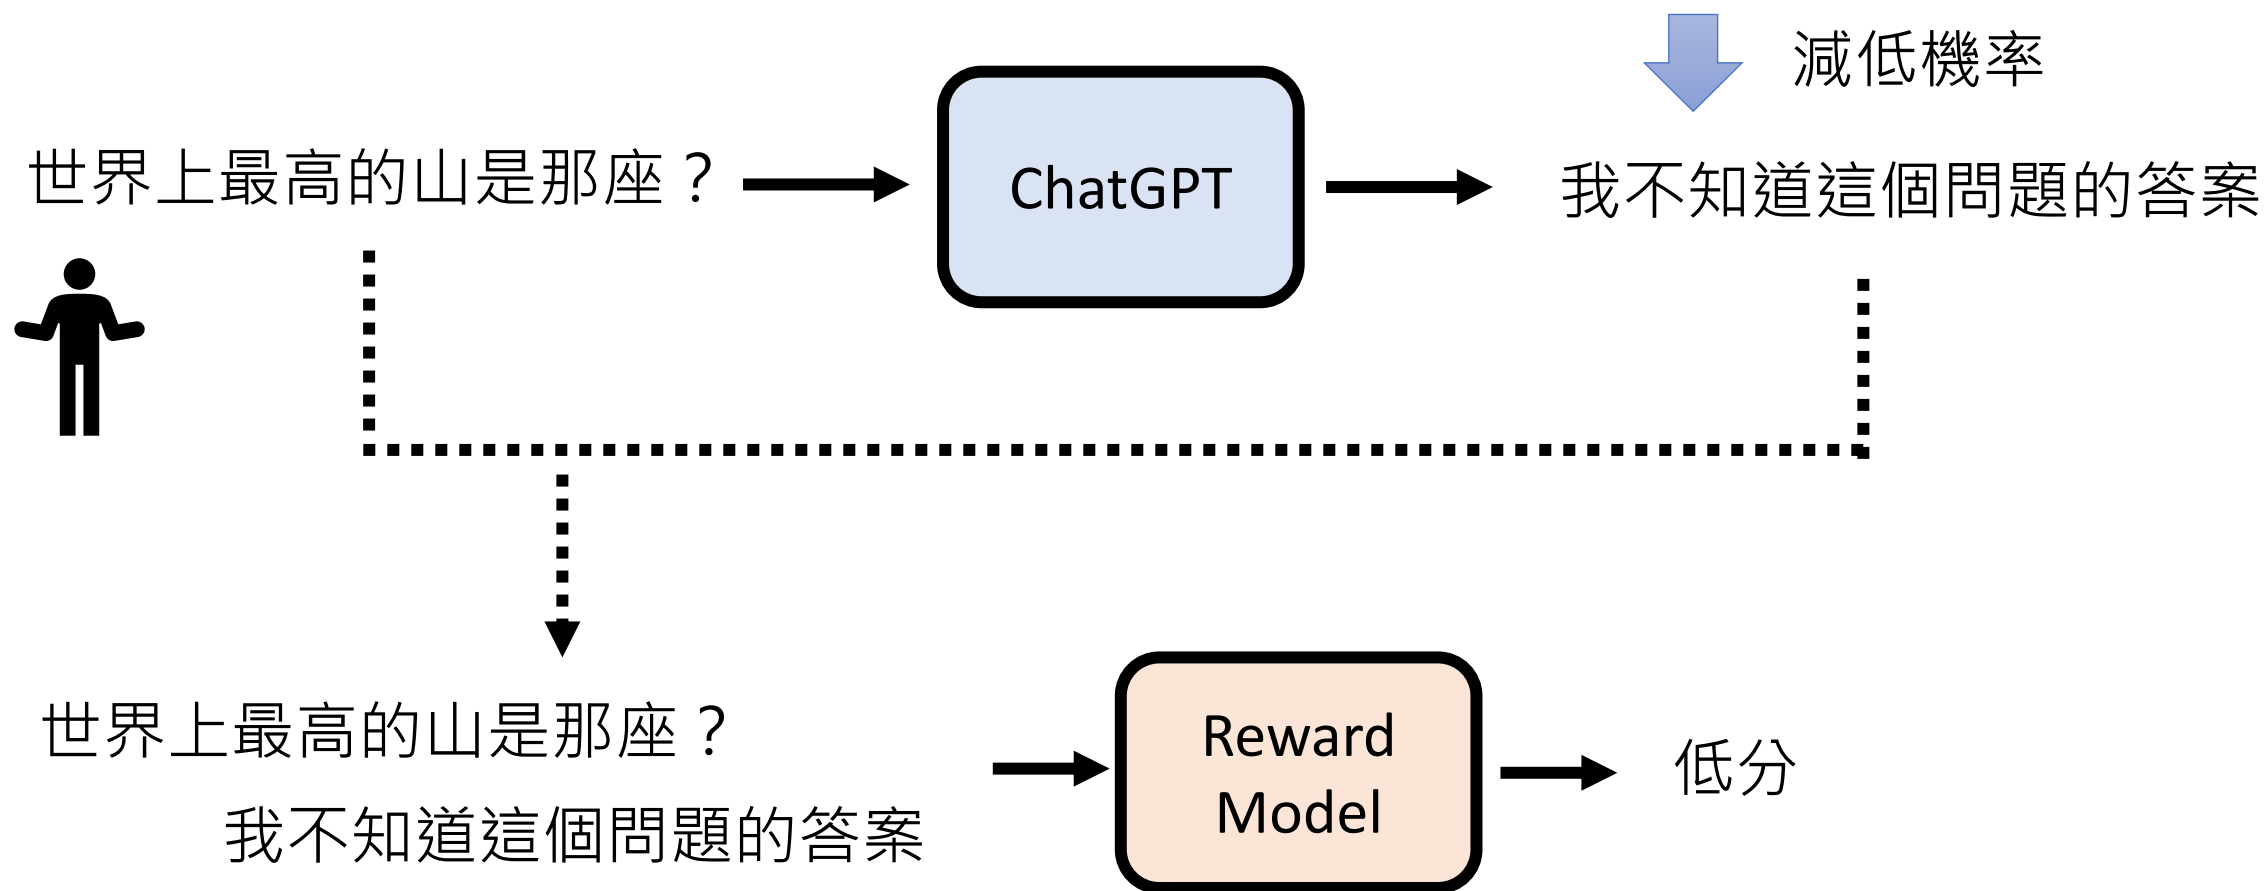 減低機率
世界上最高的山是那座？
ChatGPT
我不知道這個問題的答案
世界上最高的山是那座？
我不知道這個問題的答案
Reward
Model
低分